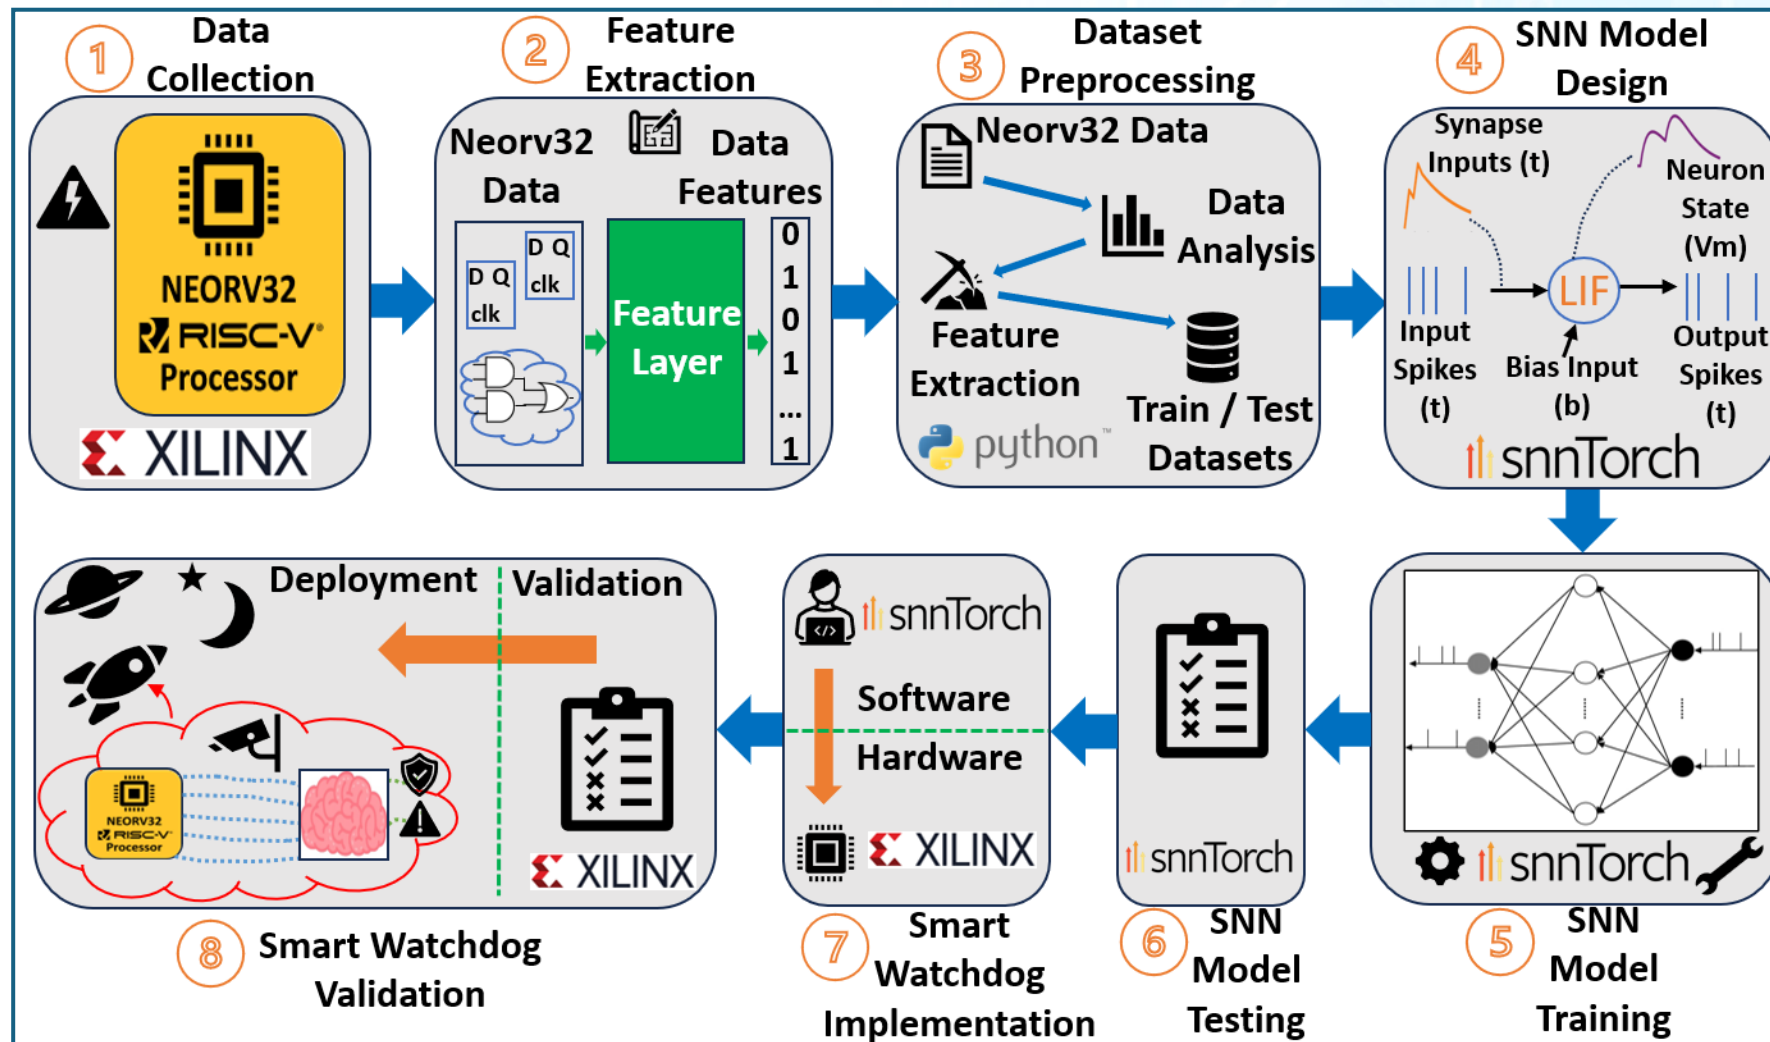 1
Data
Collection
NEORV32
RISC-V®
Processor
XILINX
2
Feature
Extraction
Neorv32
Data
Data
Features
D Q
clk
D Q
clk
Feature
Layer
0
1
0
1
...
1
3
Dataset
Preprocessing
Neorv32 Data
Data
Analysis
Feature
Extraction
Train / Test
Datasets
python™
4
SNN Model
Design
Synapse
Inputs (t)
Neuron
State
(Vm)
LIF
Input
Spikes
(t)
Bias Input
(b)
Output
Spikes
(t)
snnTorch
snnTorch
5
SNN
Model
Training
snnTorch
6
SNN
Model
Testing
</>
snnTorch
Software
Hardware
XILINX
7
Smart
Watchdog
Implementation
Deployment
Validation
NEORV32
RISC-V®
Processor
XILINX
8
Smart Watchdog
Validation